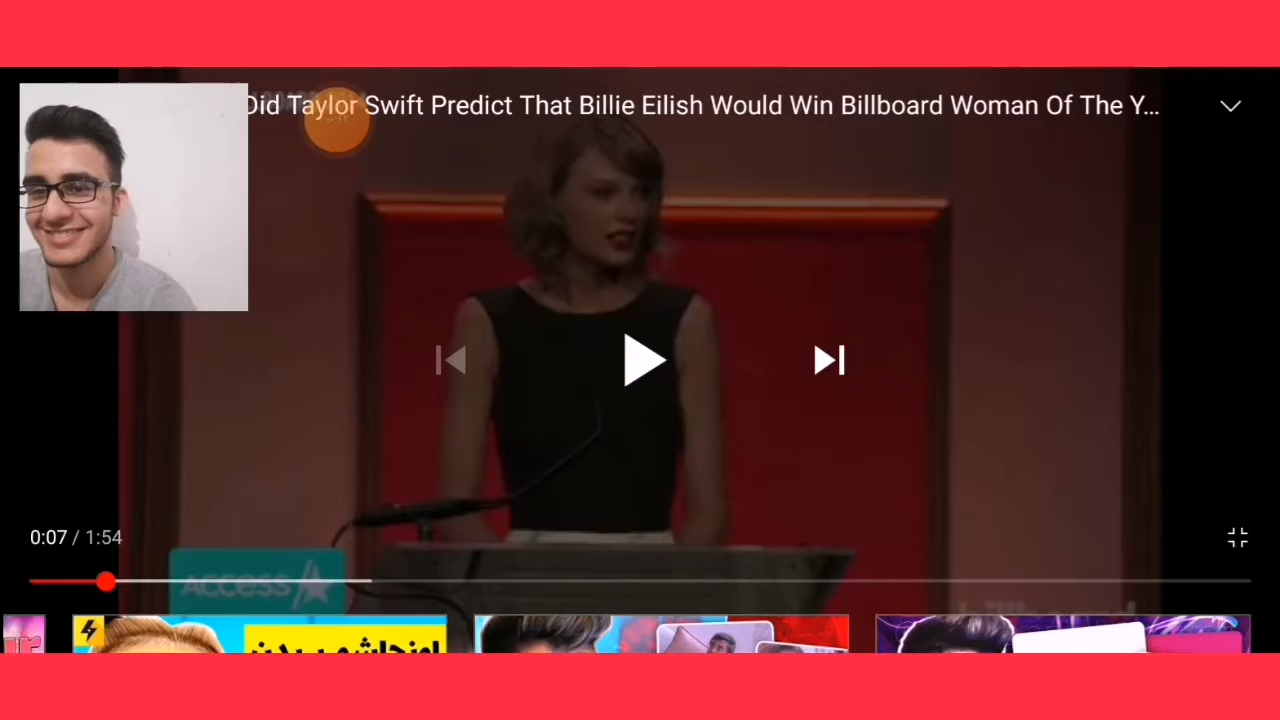 Did Taylor Swift Predict That Billie Eilish Would Win Billboard Woman Of The Y...
0:07 / 1:54
ACCESS